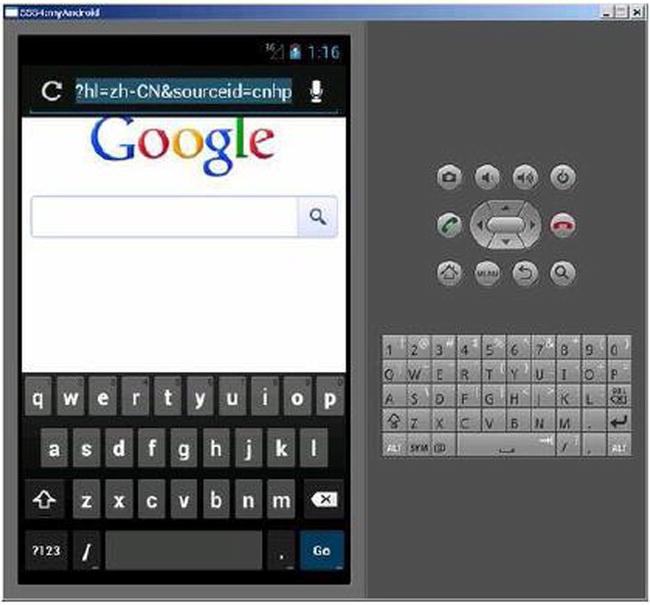 5554:myAndroid
3G 1:16
?hl=zh-CN&sourceid=cnhp
Google
q w e r t y u i o p
a s d f g h j k l
z x c v b n m
?123 / . Go
MENU
1 2 3 4 5 6 7 8 9 0
Q W E R T Y U I O P
A S D F G H J K L DEL
Z X C V B N M .
ALT SYM @ / , ALT